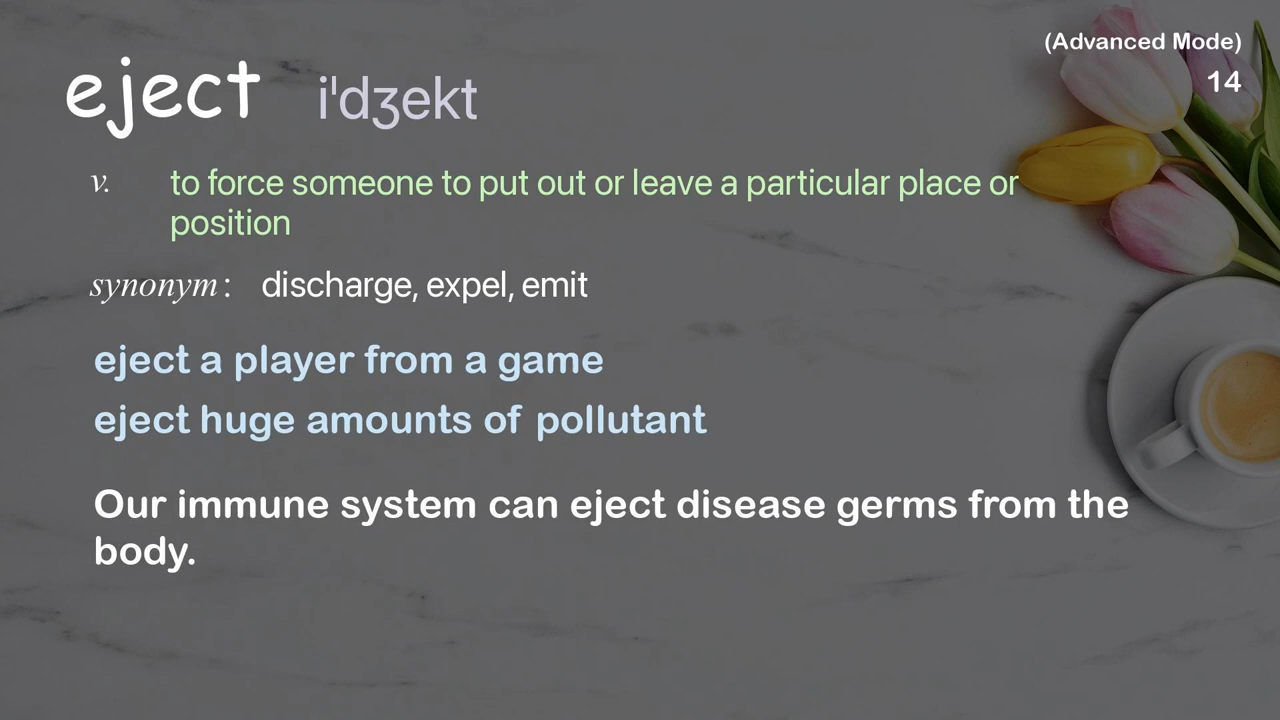 (Advanced Mode)
14
eject i'dʒekt
v. to force someone to put out or leave a particular place or
position
synonym : discharge, expel, emit
eject a player from a game
eject huge amounts of pollutant
Our immune system can eject disease germs from the
body.